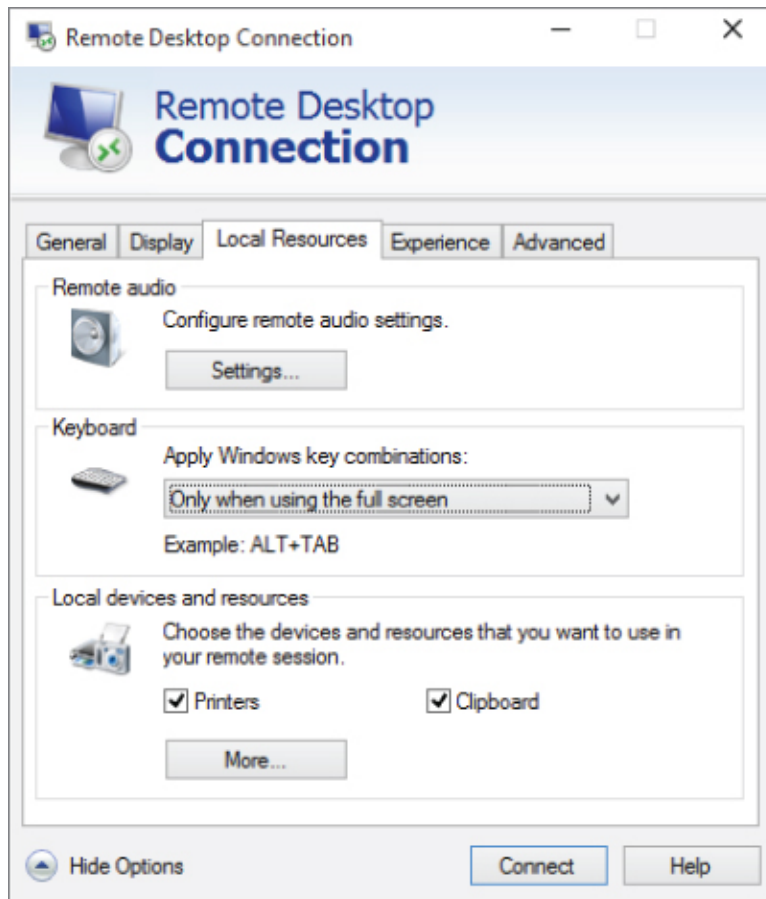 Remote Desktop Connection
Remote Desktop
Connection
General Display Local Resources Experience Advanced
Remote audio
Configure remote audio settings.
Settings...
Keyboard
Apply Windows key combinations:
Only when using the full screen
Example: ALT+TAB
Local devices and resources
Choose the devices and resources that you want to use in
your remote session.
Printers Clipboard
More...
Hide Options Connect Help